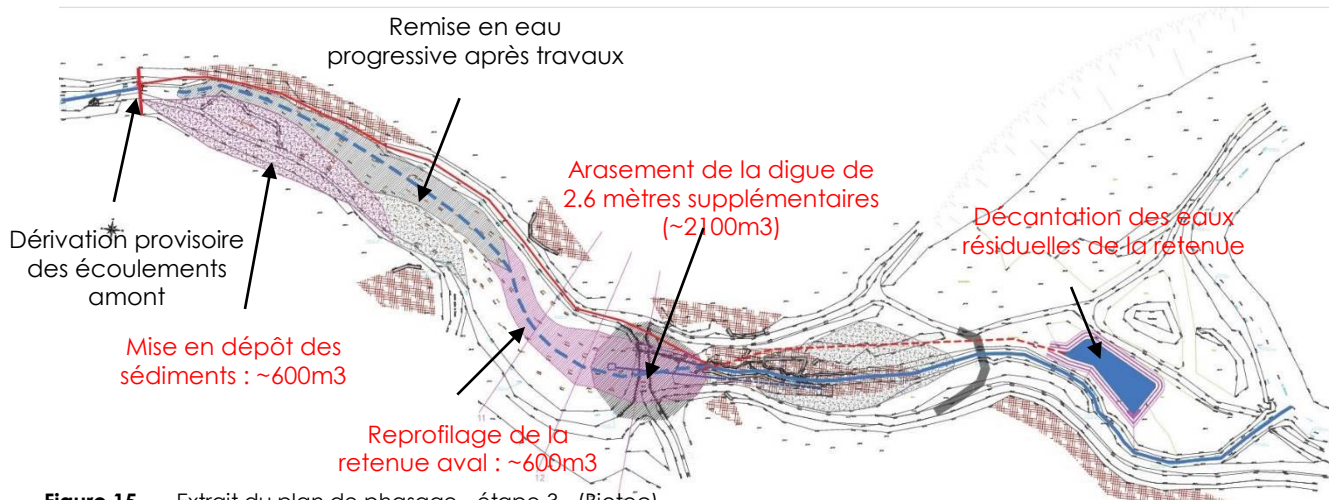 Remise en eau
progressive après travaux
Arasement de la digue de
2.6 mètres supplémentaires
(~2100m3)
Décantation des eaux
résiduelles de la retenue
Dérivation provisoire
des écoulements
amont
Mise en dépôt des
sédiments : ~600m3
Reprofilage de la
retenue aval : ~600m3
11
12
Figure 15 Extrait du plan de phasage - étape 3 - (Biotec)